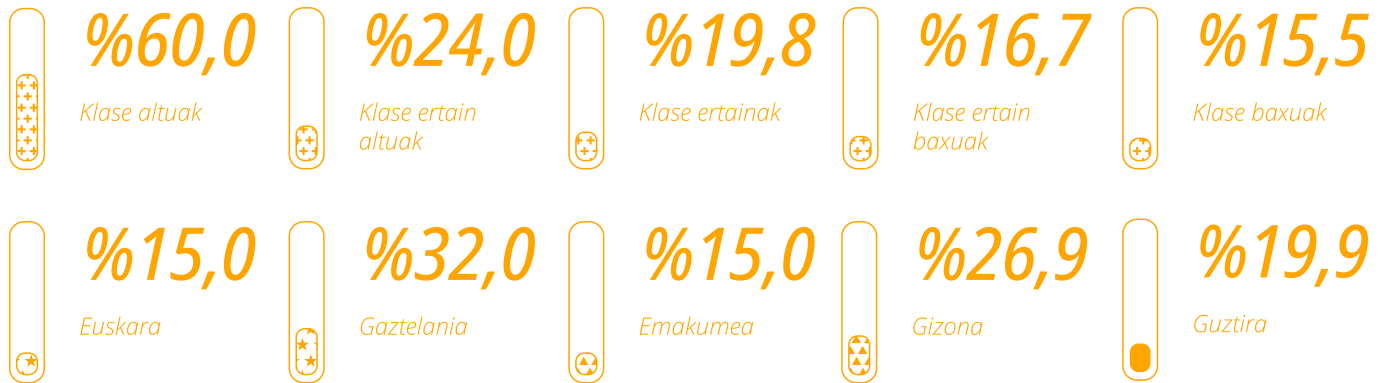 %60,0
Klase altuak
%24,0
Klase ertain
altuak
%19,8
Klase ertainak
%16,7
Klase ertain
baxuak
%15,5
Klase baxuak
%15,0
Euskara
%32,0
Gaztelania
%15,0
Emakumea
%26,9
Gizona
%19,9
Guztira